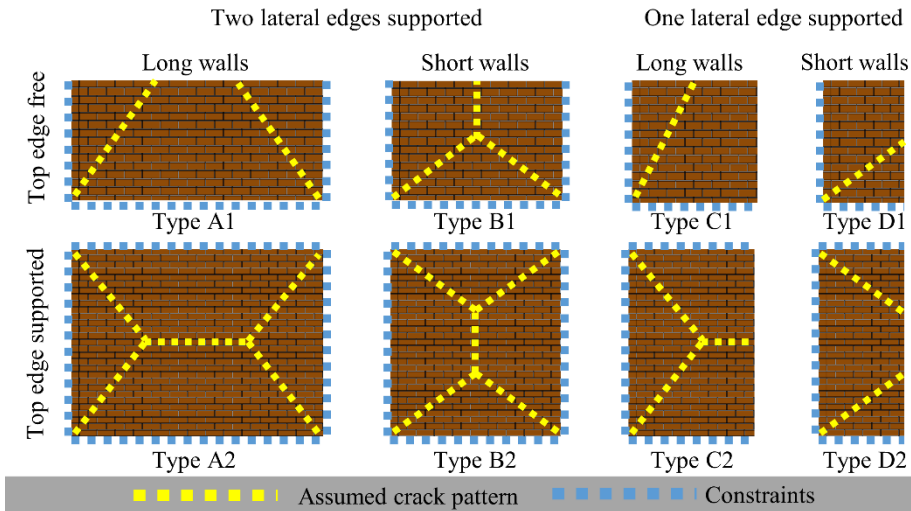 Two lateral edges supported
One lateral edge supported
Long walls
Short walls
Long walls
Short walls
Top edge free
Type A1
Type B1
Type C1
Type D1
Top edge supported
Type A2
Type B2
Type C2
Type D2
Assumed crack pattern
Constraints